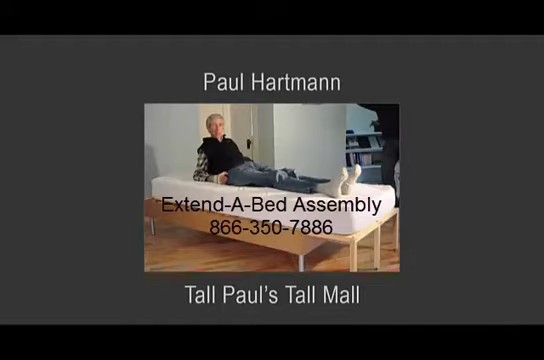 Paul Hartmann
Extend-A-Bed Assembly
866-350-7886
Tall Paul's Tall Mall